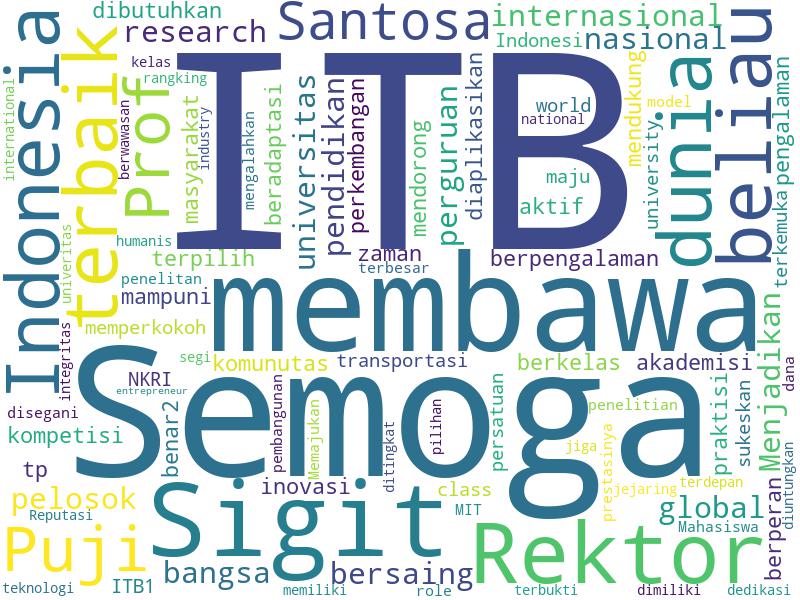 dibutuhkan
Santosa
internasional
research
Indonesi
nasional
Indonesia
terbaik
Prof
kelas
rangking
ITB
dunia
beliau
international
berwawasan
masyarakat
industry
mengalahkan
beradaptasi
universitas
pendidikan
perkembangan
mendorong
perguruan
diaplikasikan
world
national
maju
aktif
mendukung
model
university
pengalaman
terkemuka
humanis
terpilih
zaman
terbesar
berpengalaman
univeritas
penelitan
mampuni
membawa
memperkokoh
integritas
segi
komunutas
transportasi
berkelas
akademisi
Menjadikan
dana
NKRI
entrepreneur
Semoga
disegani
kompetisi
benar2
pembangunan
Memajukan
ditingkat
pilihan
persatuan
penelitian
jiga
prestasinya
praktisi
sukeskan
tp
pelosok
Reputasi
inovasi
class
MIT
jejaring
terdepan
global
Mahasiswa
berperan
diuntungkan
Puji
Sigit
Rektor
bangsa
bersaing
teknologi
ITB1
memiliki
role
terbukti
dimiliki
dedikasi